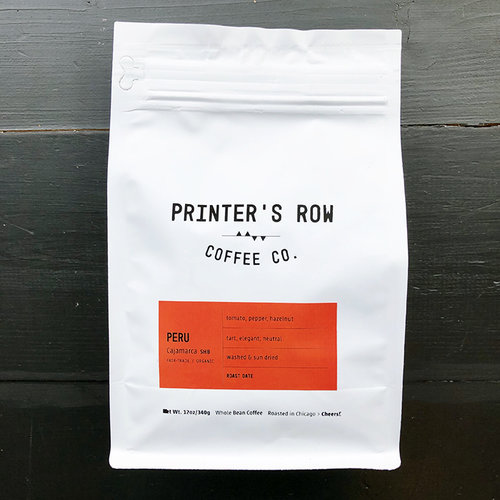 PRINTER'S ROW
COFFEE CO.
tomato, pepper, hazelnut
PERU
Cajamarca SHB
FAIR-TRADE / ORGANIC
tart, elegant, neutral
washed & sun dried
ROAST DATE
Net Wt. 12oz/340g Whole Bean Coffee Roasted in Chicago > Cheers!